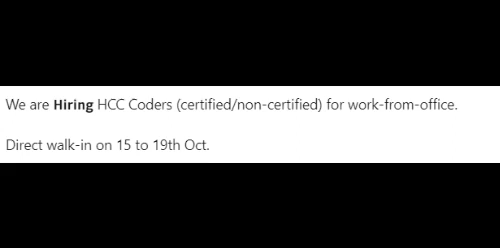 We are Hiring HCC Coders (certified/non-certified) for work-from-office.
Direct walk-in on 15 to 19th Oct.